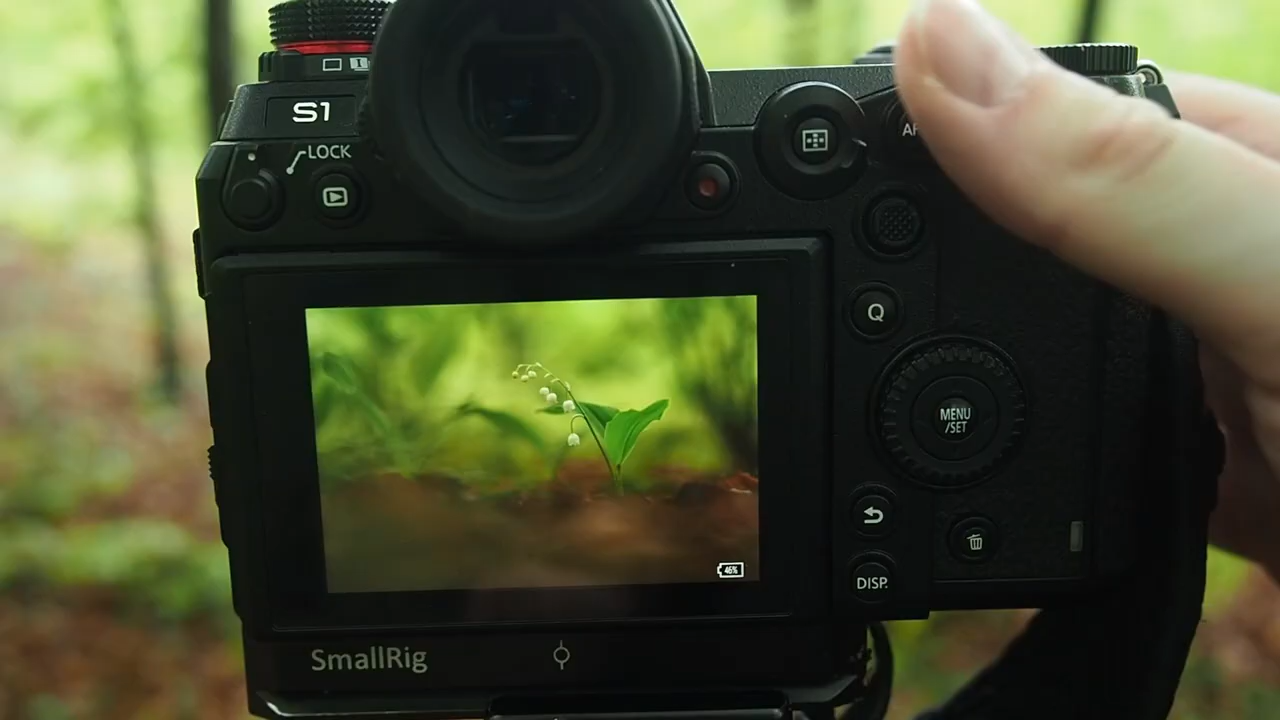 S1
LOCK
AF
Q
MENU
/SET
DISP.
46%
SmallRig